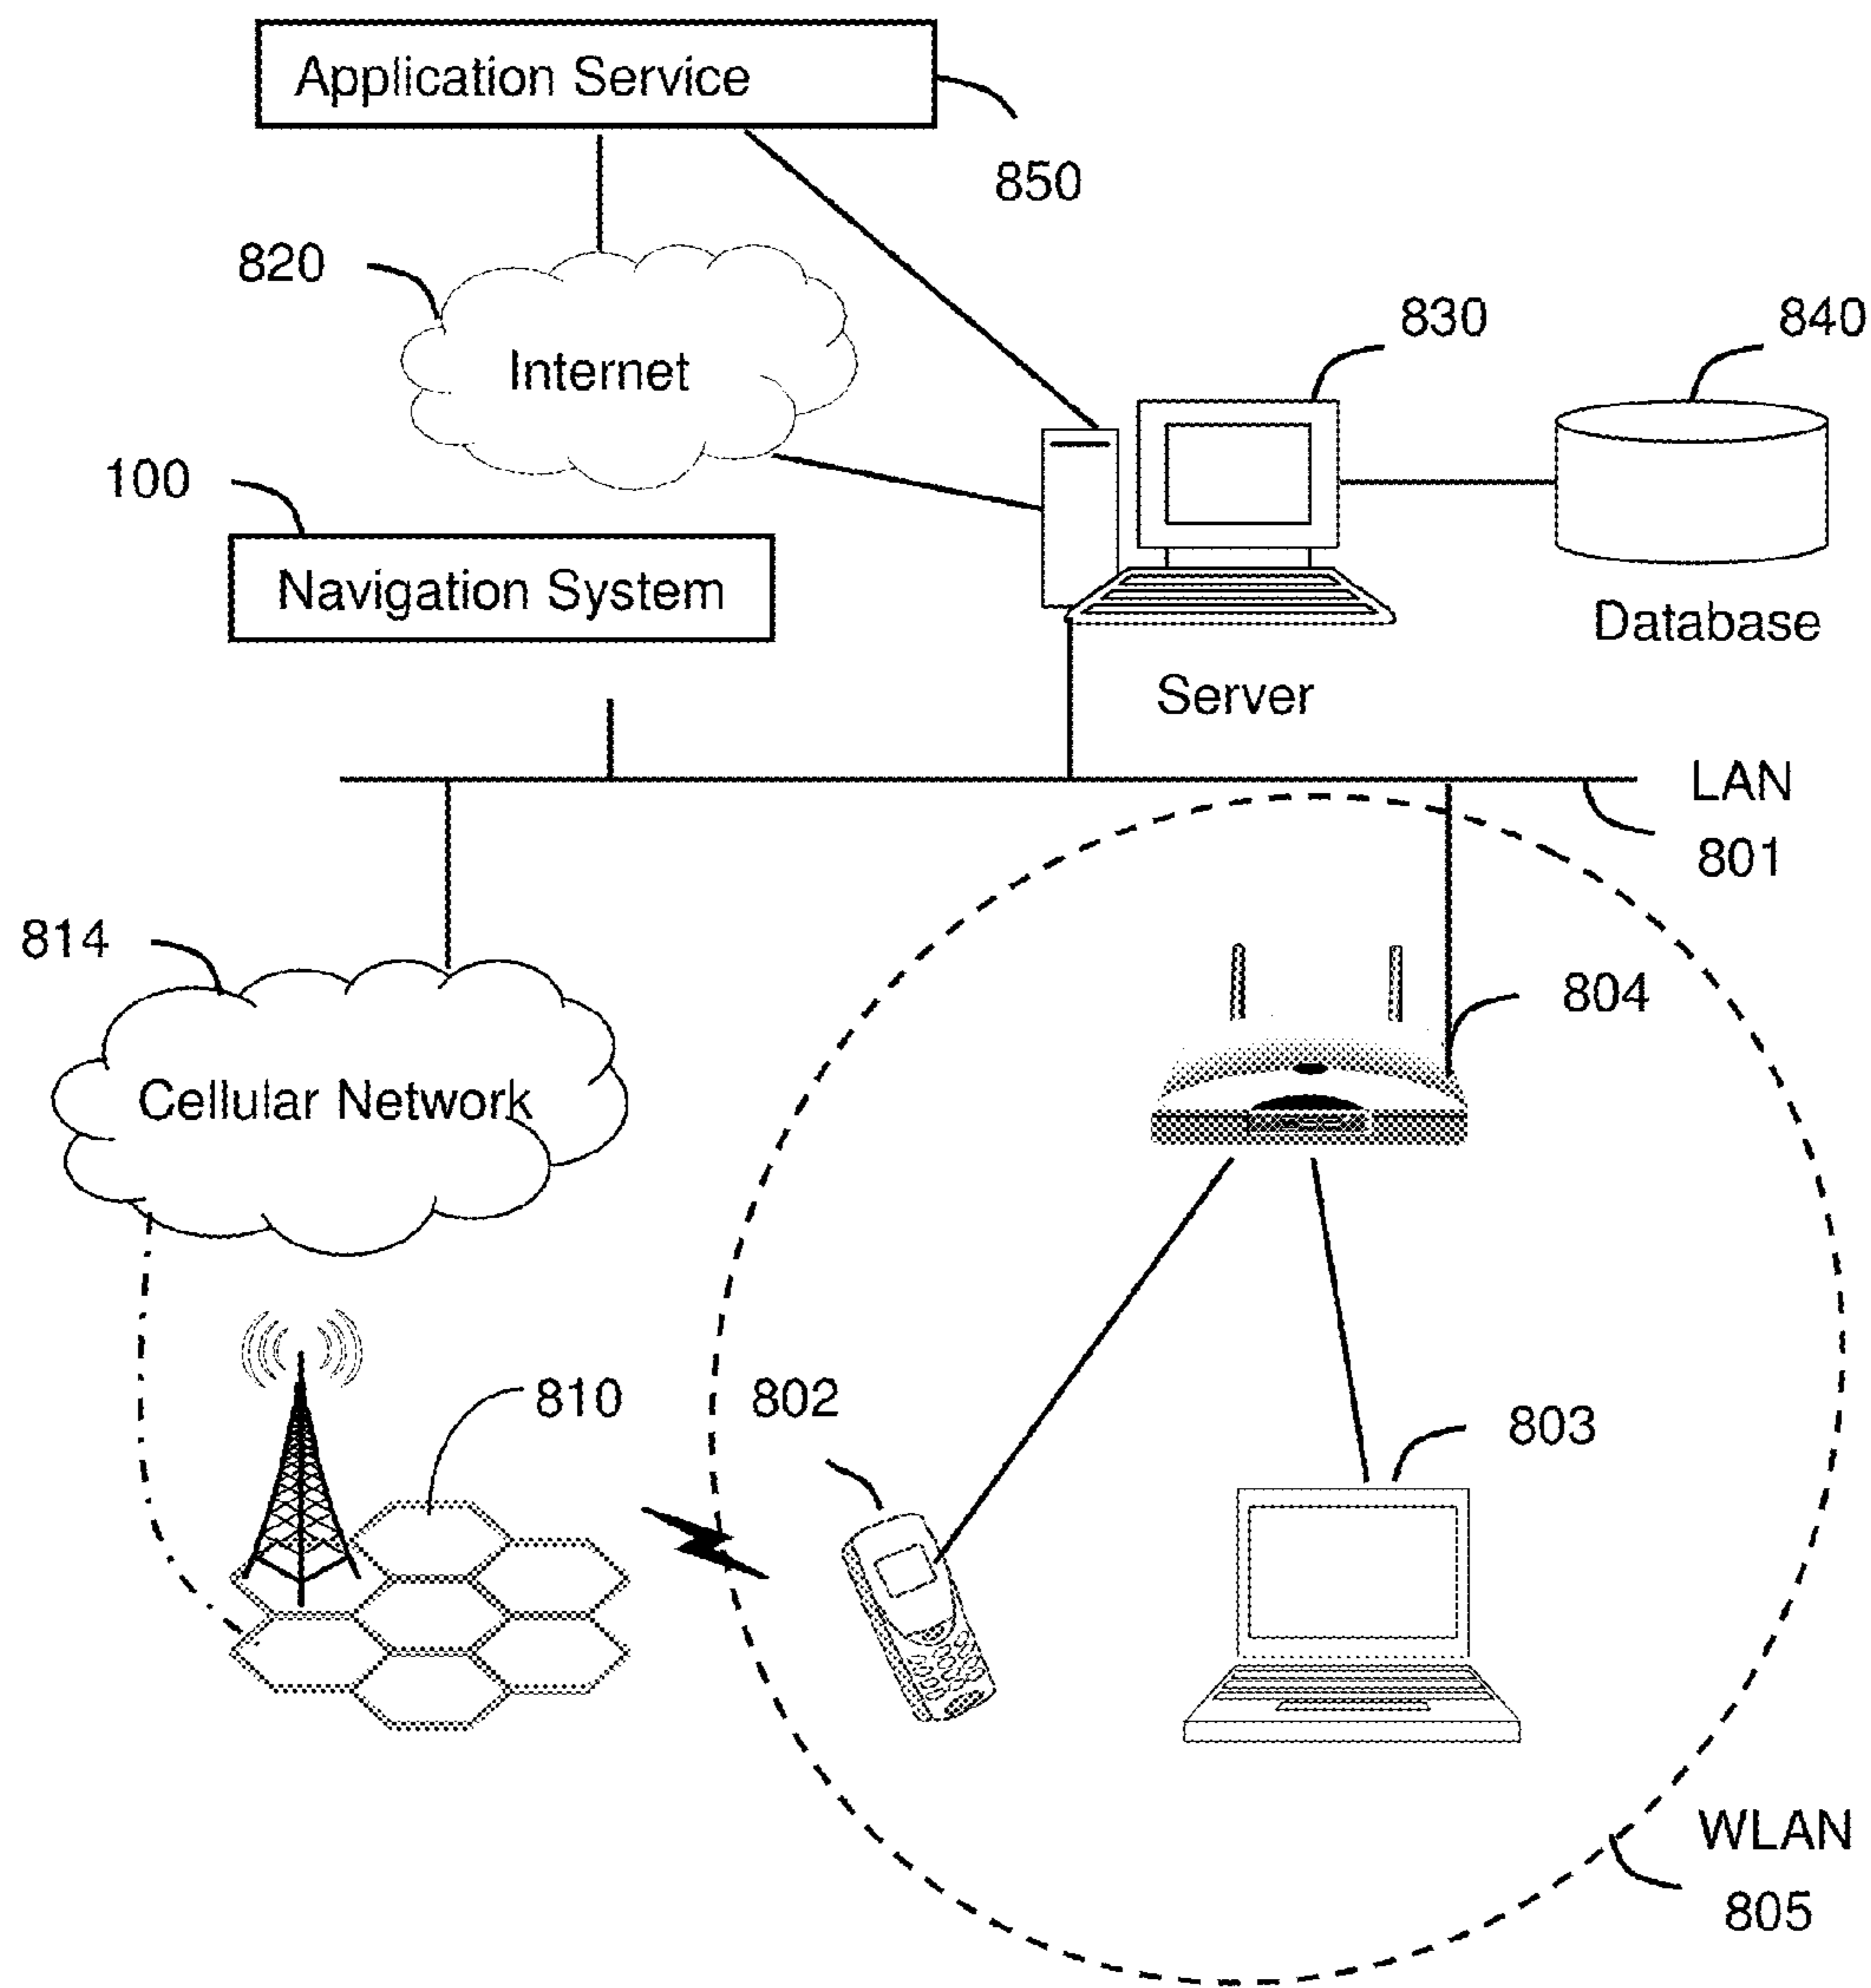 Application Service
850
820
Internet
830
840
100
Navigation System
Database
Server
LAN
801
814
804
Cellular Network
810
802
803
WLAN
805